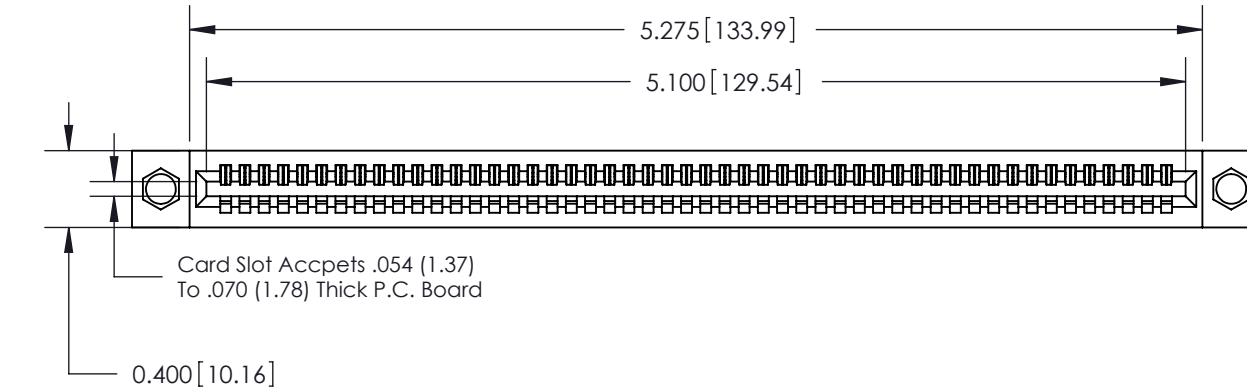 5.275[133.99]
5.100[129.54]
Card Slot Accpets .054 (1.37)
To .070 (1.78) Thick P.C. Board
0.400[10.16]